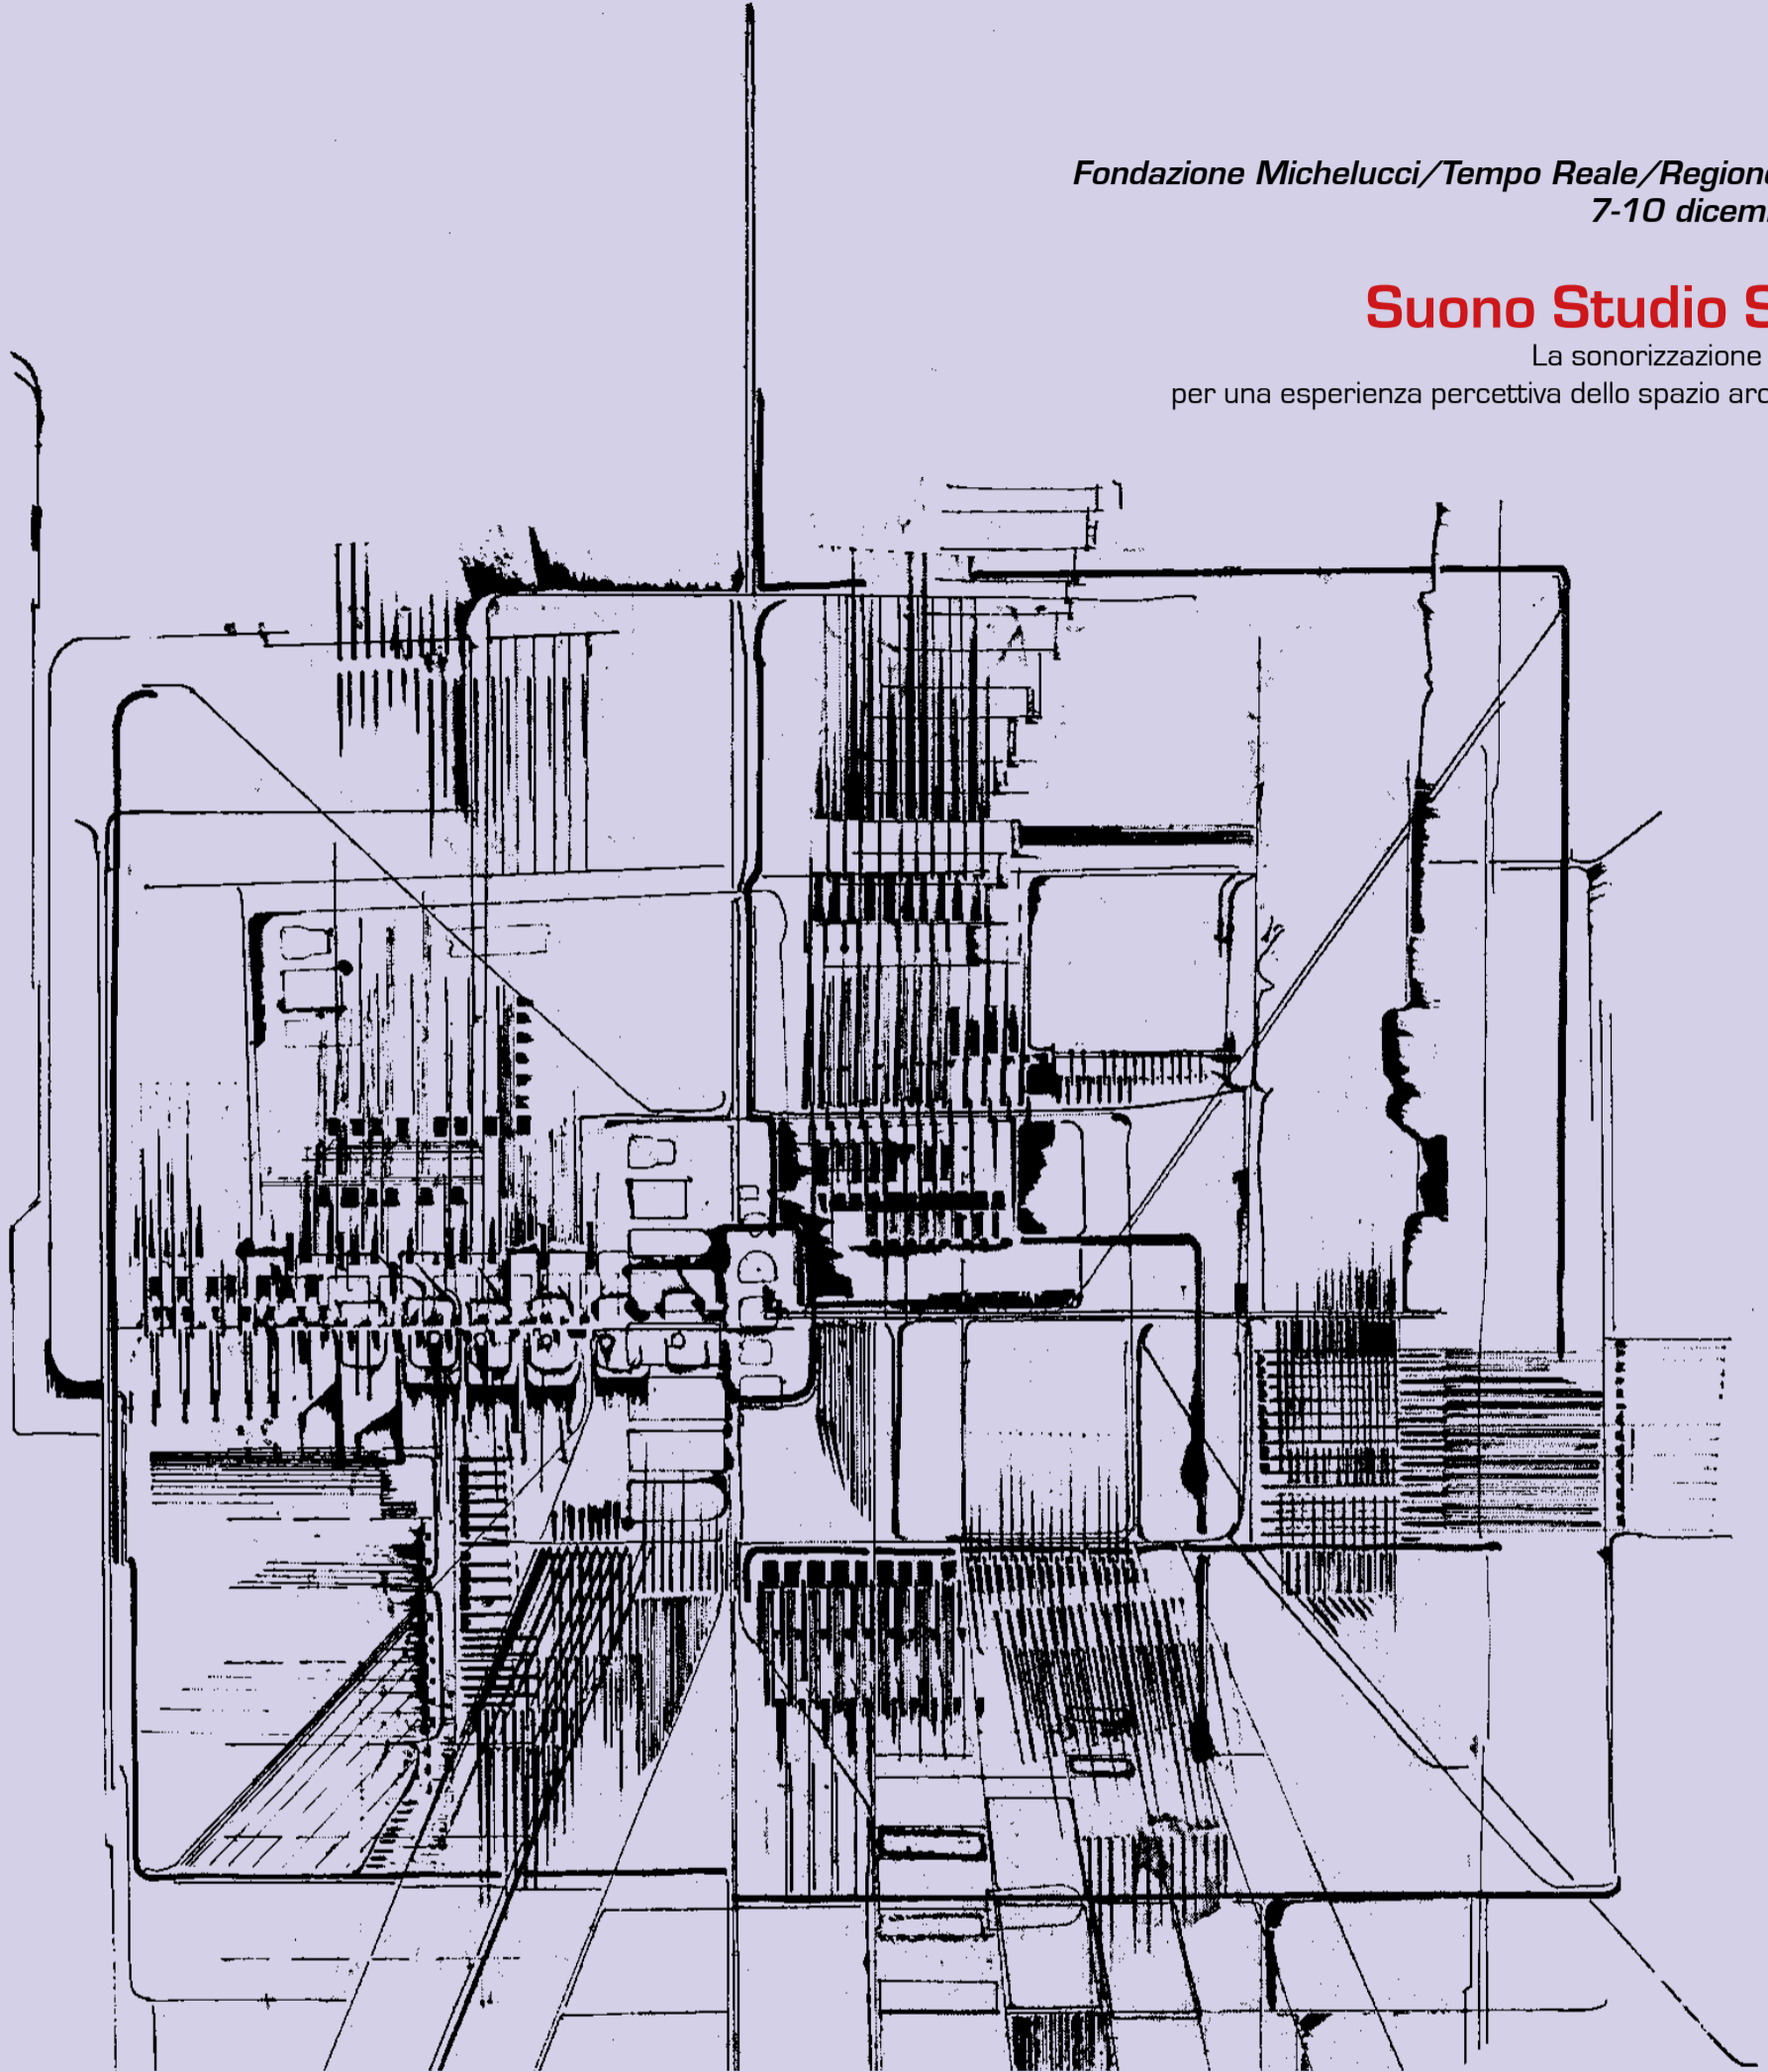 Fondazione Michelucci/Tempo Reale/Region
7-10 dicem
Suono Studio S
La sonorizzazione
per una esperienza percettiva dello spazio arc